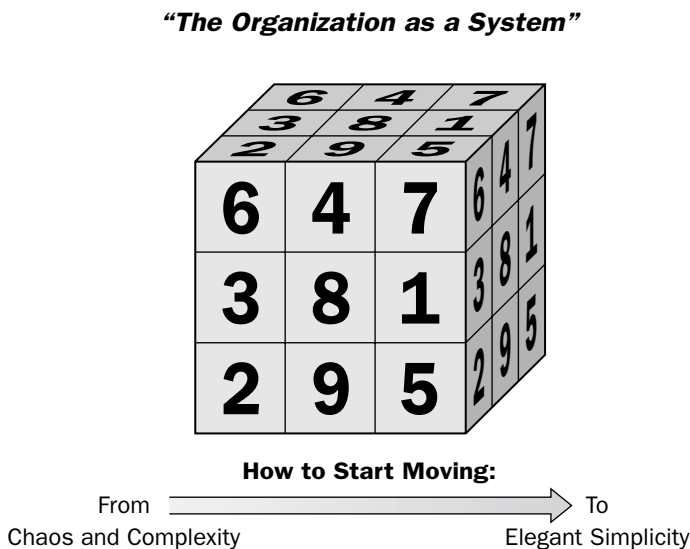 “The Organization as a System”
6 4 7
3 8 1
2 9 5
6 4 7
3 8 1
2 9 5
6 4 7
3 8 1
2 9 5
How to Start Moving:
From To
Chaos and Complexity Elegant Simplicity